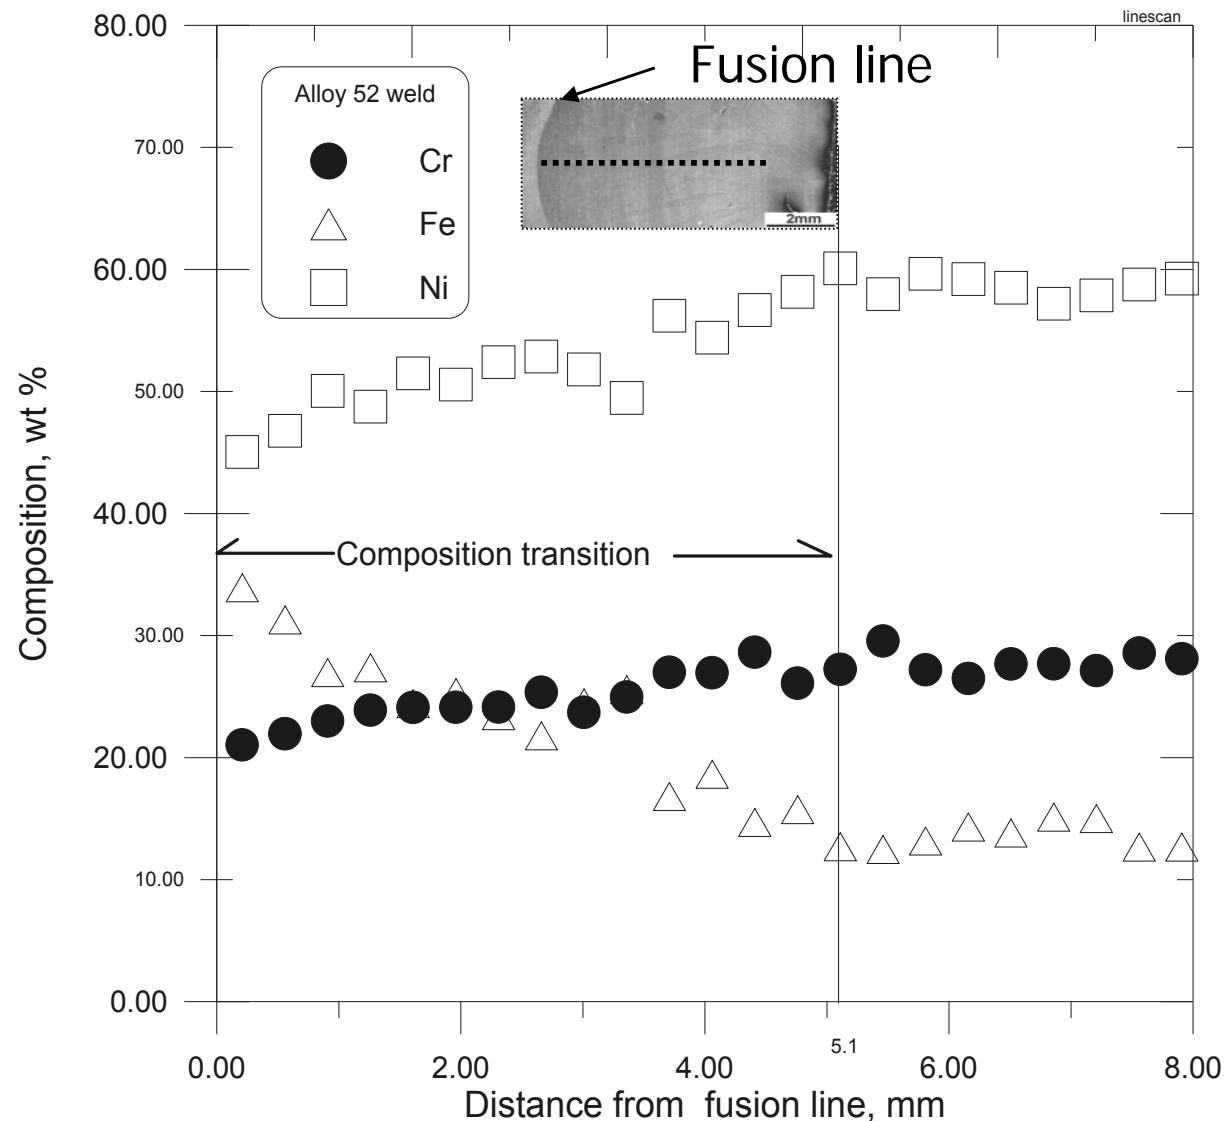 linescan
80.00
Fusion line
Alloy 52 weld
Cr
Fe
Ni
2mm
70.00
60.00
50.00
40.00
30.00
20.00
10.00
0.00
Composition, wt %
Composition transition
5.1
0.00 2.00 4.00 6.00 8.00
Distance from fusion line, mm